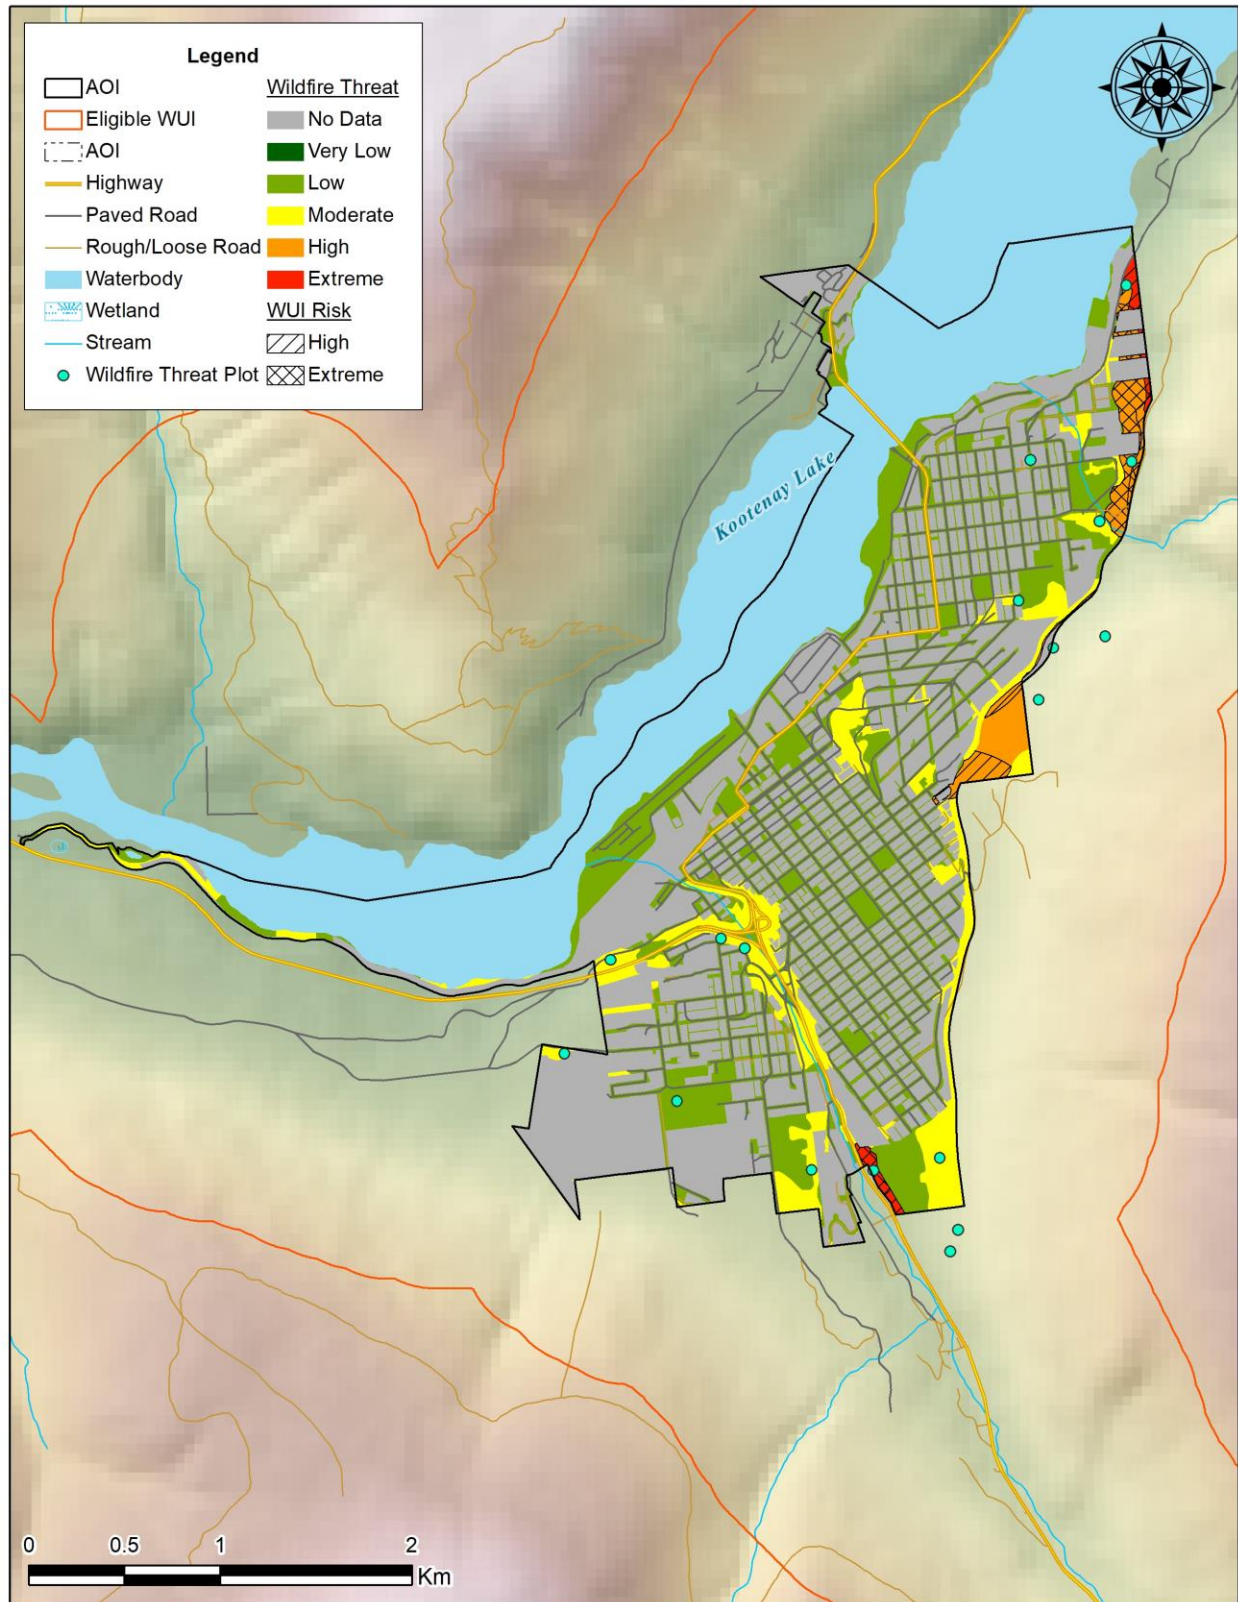 Legend
AOI
Eligible WUI
AOI
Highway
Paved Road
Rough/Loose Road
Waterbody
Wetland
Stream
Wildfire Threat Plot
Wildfire Threat
No Data
Very Low
Low
Moderate
High
Extreme
WUI Risk
High
Extreme
Kootenay Lake
0 0.5 1 2
Km